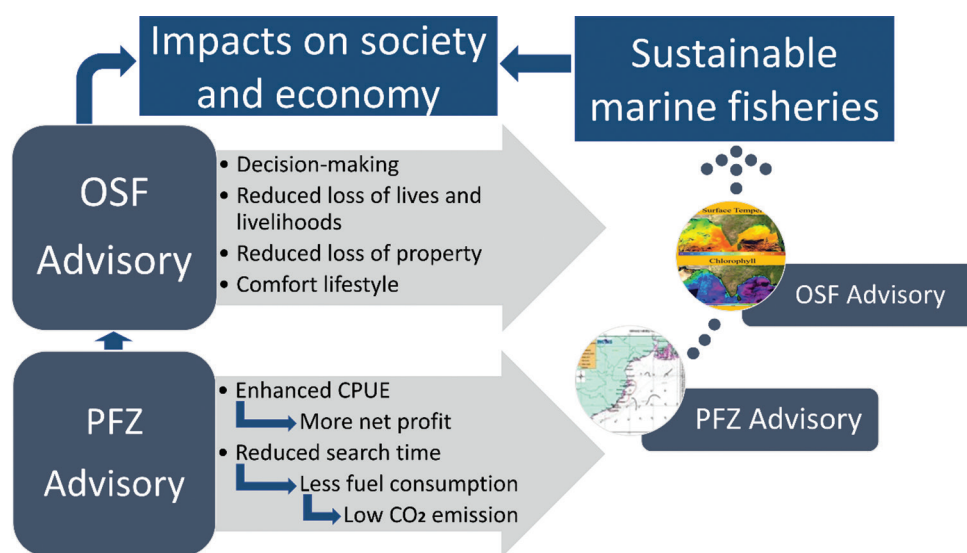 Impacts on society
and economy
Sustainable
marine fisheries
OSF
Advisory
• Decision-making
• Reduced loss of lives and
livelihoods
• Reduced loss of property
• Comfort lifestyle
Surface Temper
Chlorophyll
OSF Advisory
PFZ
Advisory
• Enhanced CPUE
More net profit
• Reduced search time
Less fuel consumption
Low CO₂ emission
PFZ Advisory